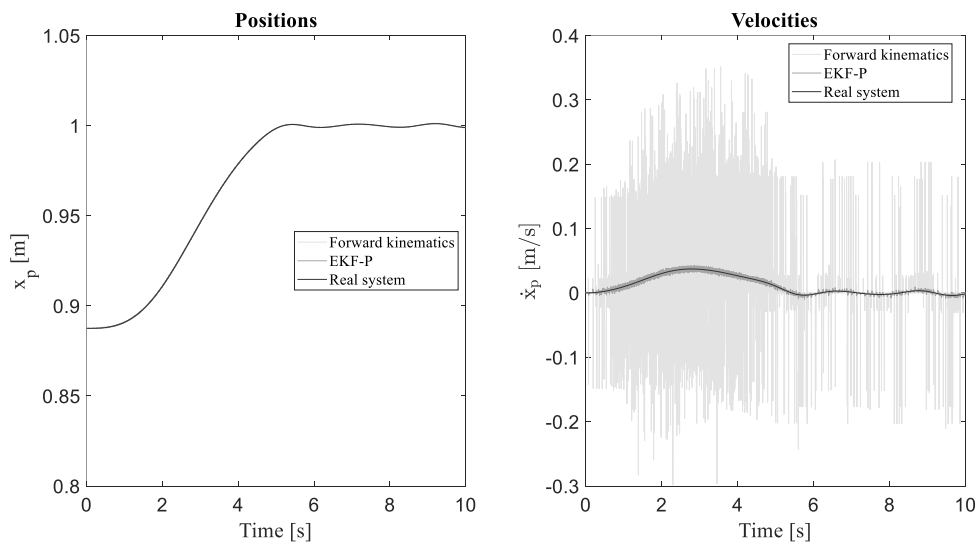 Positions
1.05
1
0.95
0.9
0.85
0.8
x_p [m]
0
2
4
6
8
10
Time [s]
Forward kinematics
EKF-P
Real system
Velocities
0.4
0.3
0.2
0.1
0
-0.1
-0.2
-0.3
ẋ_p [m/s]
0
2
4
6
8
10
Time [s]
Forward kinematics
EKF-P
Real system